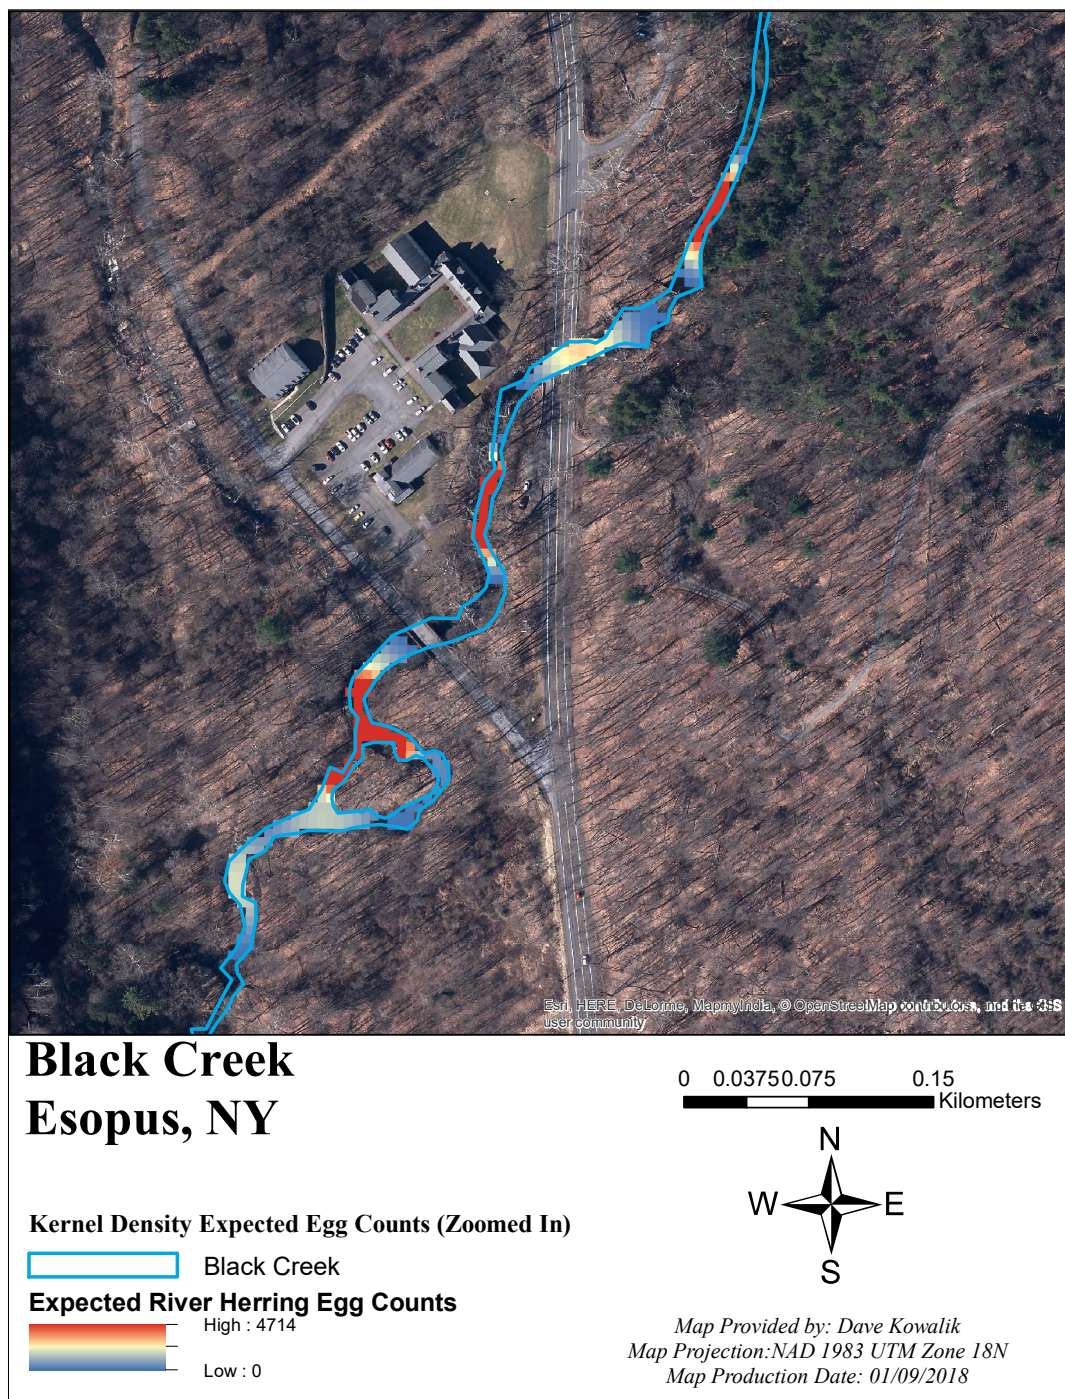 Esri, HERE, DeLorme, MapmyIndia, © OpenStreetMap contributors, and the GIS
user community
Black Creek
Esopus, NY
0 0.0375 0.075 0.15
Kilometers
N
W E
S
Kernel Density Expected Egg Counts (Zoomed In)
Black Creek
Expected River Herring Egg Counts
High : 4714
Low : 0
Map Provided by: Dave Kowalik
Map Projection:NAD 1983 UTM Zone 18N
Map Production Date: 01/09/2018